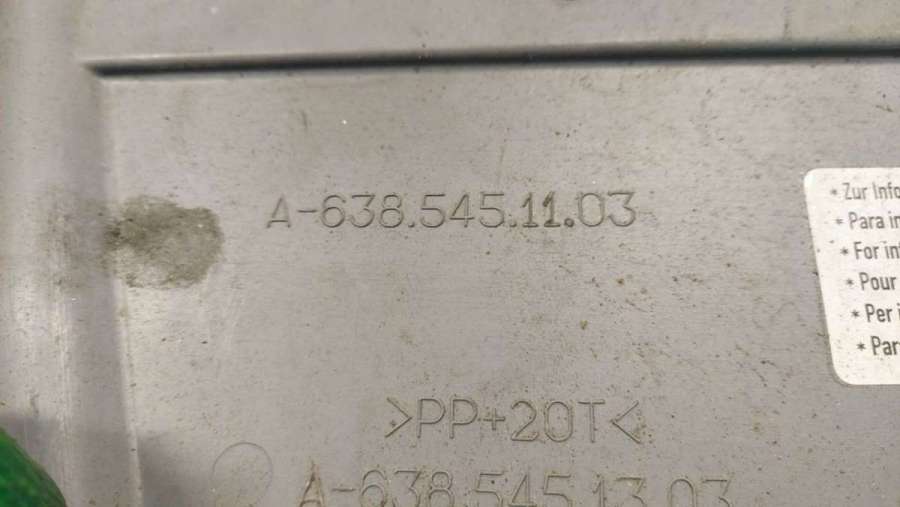 A-638.545.11.03
* Zur Info
* Para in
* For in
* Pour
* Per i
* Par
>PP+20T<
A-638.545.13.03